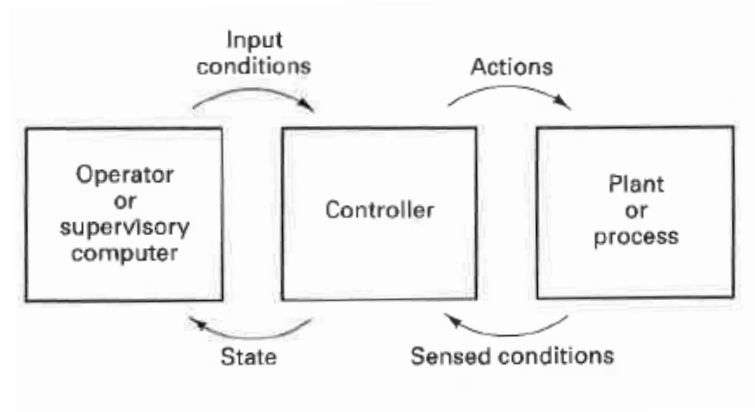 Input
conditions
Actions
Operator
or
supervisory
computer
Controller
Plant
or
process
State
Sensed conditions